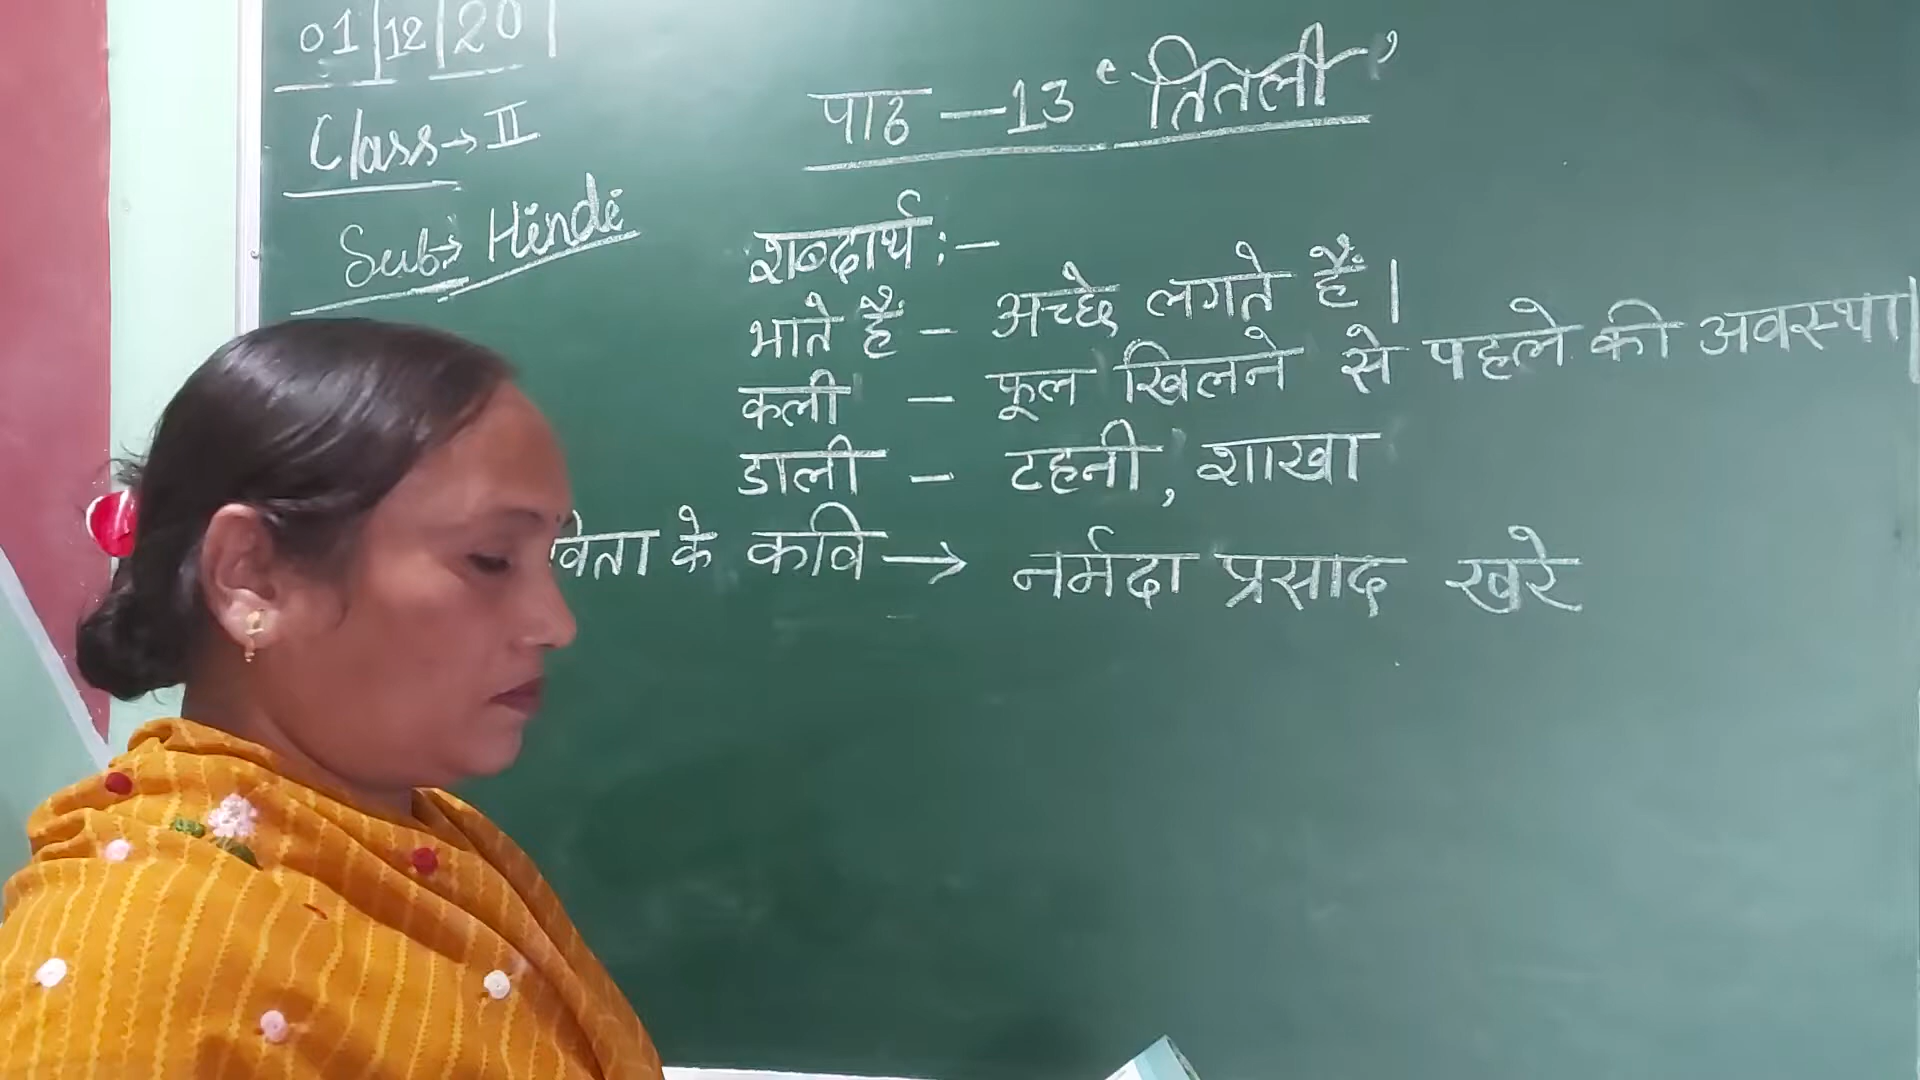 01|12|20|
Class→II
Sub→ Hindi
पाठ —13 ‘तितली’
शब्दार्थ:-
भाते हैं - अच्छे लगते हैं।
कली - फूल खिलने से पहले की अवस्था।
डाली - टहनी, शाखा
के कवि → नर्मदा प्रसाद खरे